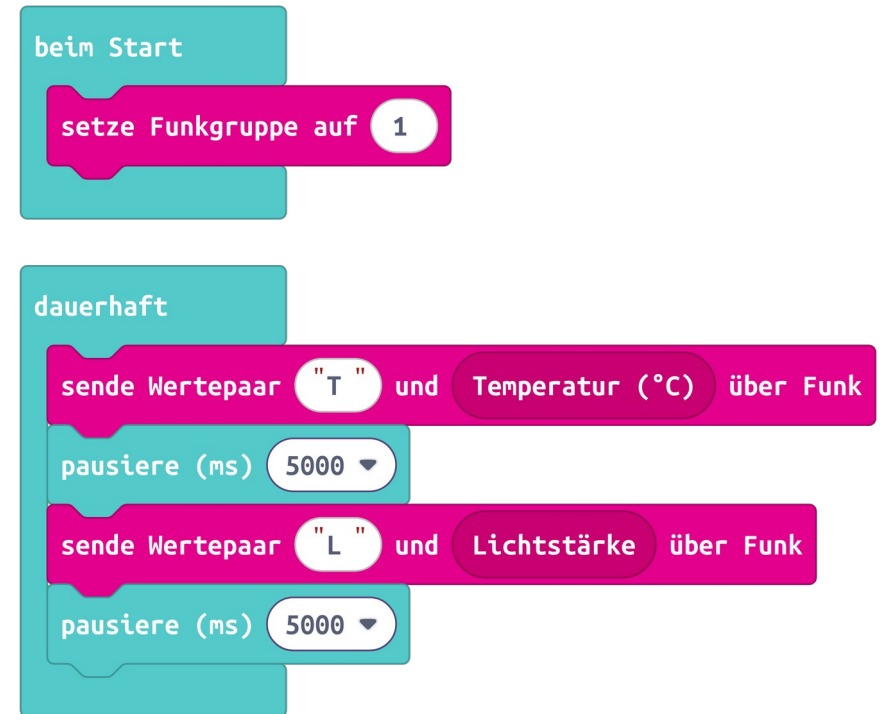 beim Start
setze Funkgruppe auf 1
dauerhaft
sende Wertepaar "T" und Temperatur (°C) über Funk
pausiere (ms) 5000
sende Wertepaar "L" und Lichtstärke über Funk
pausiere (ms) 5000